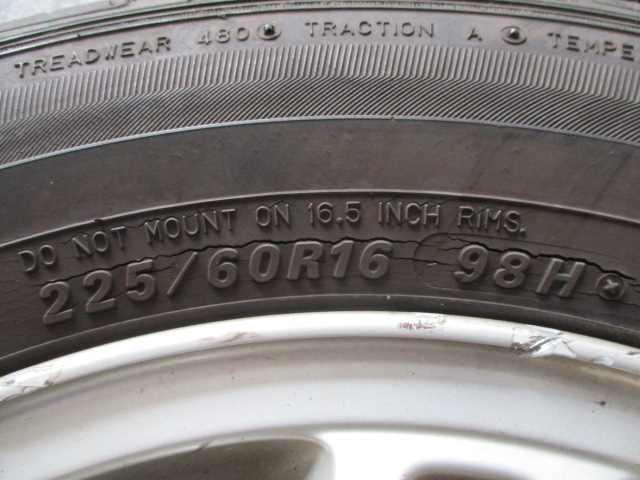 TREADWEAR 480 TRACTION A TEMPE
DO NOT MOUNT ON 16.5 INCH RIMS.
225/60R16 98H